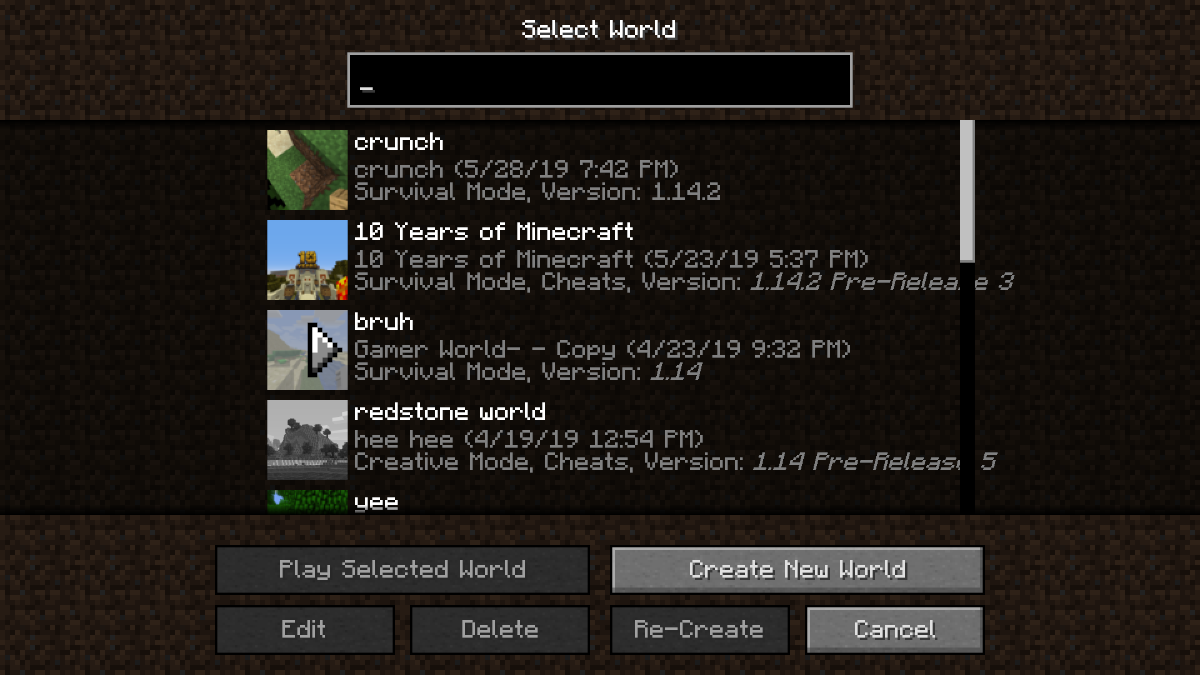 Select World
_
crunch
crunch (5/28/19 7:42 PM)
Survival Mode, Version: 1.14.2
10 Years of Minecraft
10 Years of Minecraft (5/23/19 5:37 PM)
Survival Mode, Cheats, Version: 1.14.2 Pre-Release 3
bruh
Gamer World- - Copy (4/23/19 9:32 PM)
Survival Mode, Version: 1.14
redstone world
hee hee (4/19/19 12:54 PM)
Creative Mode, Cheats, Version: 1.14 Pre-Release 5
yee
Play Selected World
Create New World
Edit
Delete
Re-Create
Cancel